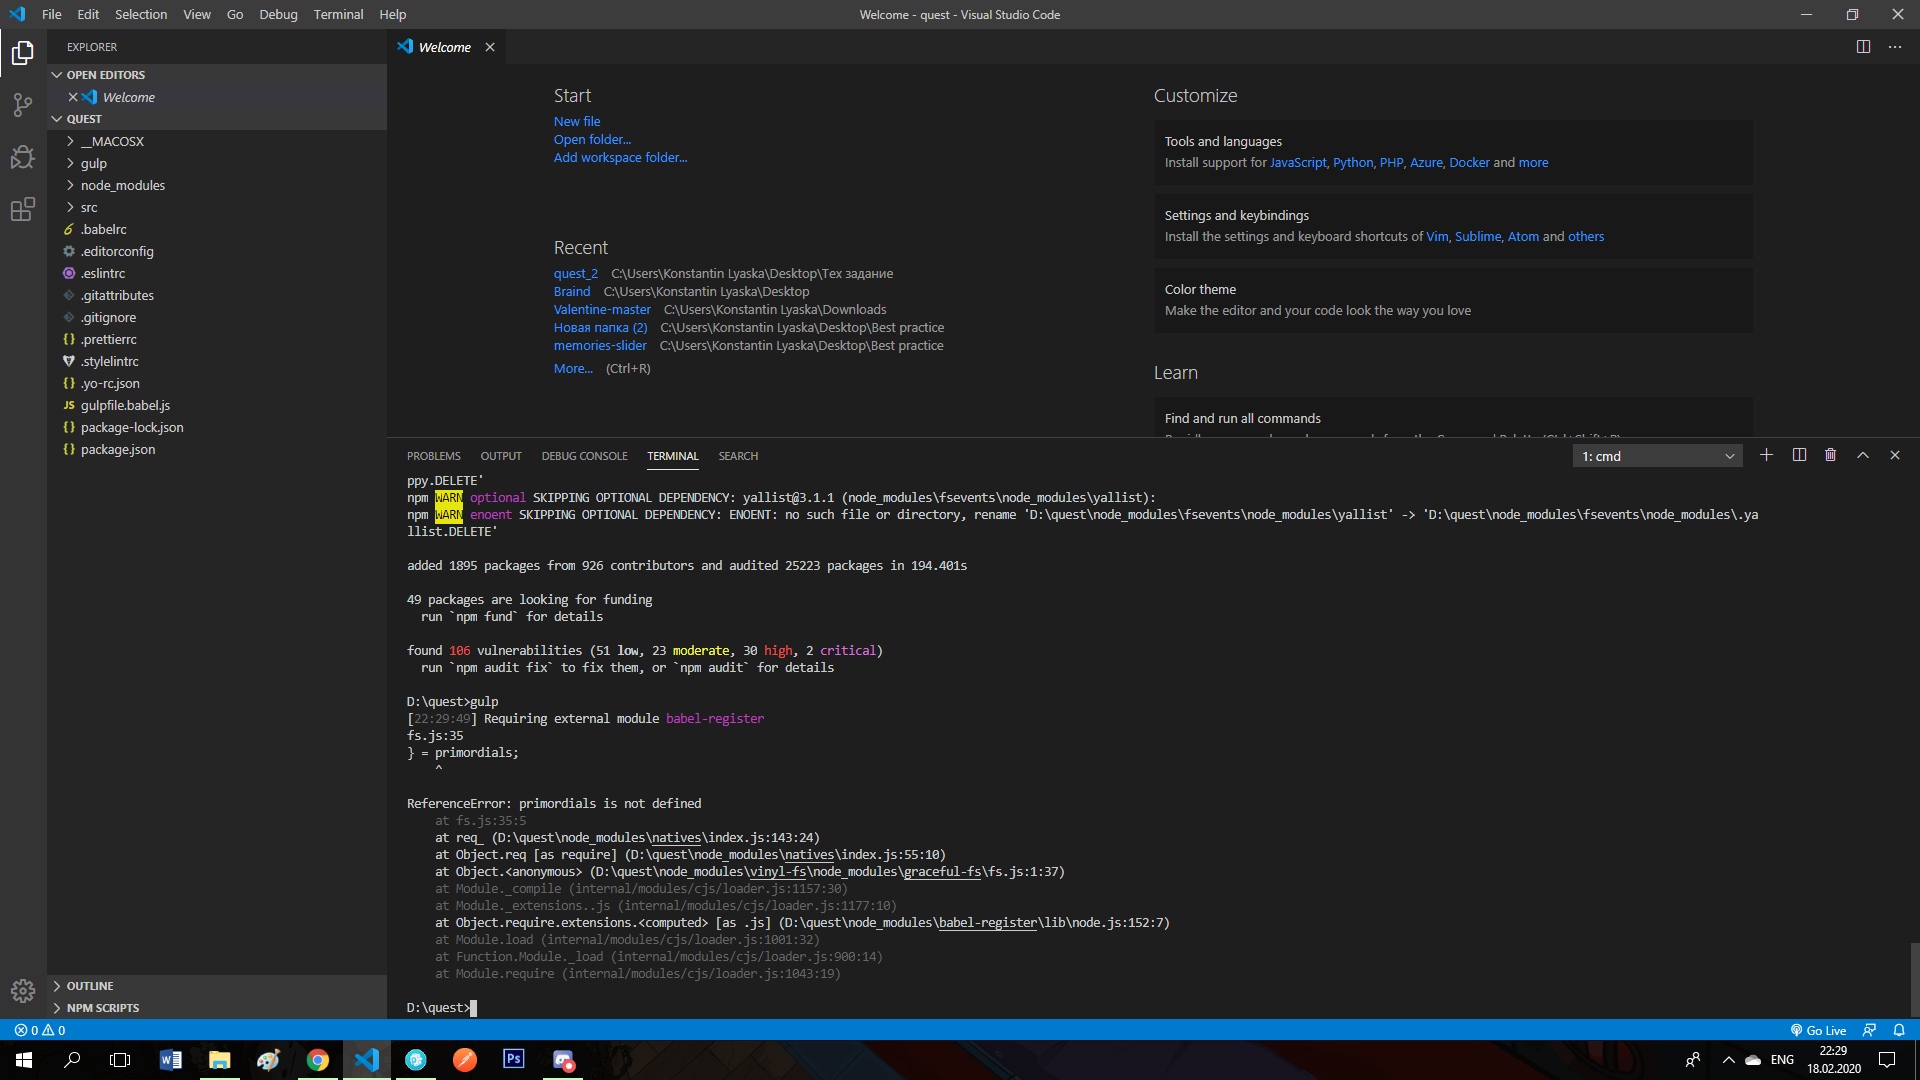 File Edit Selection View Go Debug Terminal Help
Welcome - quest - Visual Studio Code
EXPLORER
OPEN EDITORS
Welcome
QUEST
__MACOSX
gulp
node_modules
src
.babelrc
.editorconfig
.eslintrc
.gitattributes
.gitignore
.prettierrc
.stylelintrc
.yo-rc.json
JS gulpfile.babel.js
package-lock.json
package.json
OUTLINE
NPM SCRIPTS
Welcome
Start
New file
Open folder...
Add workspace folder...
Recent
quest_2 C:\Users\Konstantin Lyaska\Desktop\Тех задание
Braind C:\Users\Konstantin Lyaska\Desktop
Valentine-master C:\Users\Konstantin Lyaska\Downloads
Новая папка (2) C:\Users\Konstantin Lyaska\Desktop\Best practice
memories-slider C:\Users\Konstantin Lyaska\Desktop\Best practice
More... (Ctrl+R)
Customize
Tools and languages
Install support for JavaScript, Python, PHP, Azure, Docker and more
Settings and keybindings
Install the settings and keyboard shortcuts of Vim, Sublime, Atom and others
Color theme
Make the editor and your code look the way you love
Learn
Find and run all commands
PROBLEMS OUTPUT DEBUG CONSOLE TERMINAL SEARCH
1: cmd
ppy.DELETE'
npm WARN optional SKIPPING OPTIONAL DEPENDENCY: yallist@3.1.1 (node_modules\fsevents\node_modules\yallist):
npm WARN enoent SKIPPING OPTIONAL DEPENDENCY: ENOENT: no such file or directory, rename 'D:\quest\node_modules\fsevents\node_modules\yallist' -> 'D:\quest\node_modules\fsevents\node_modules\.ya
llist.DELETE'
added 1895 packages from 926 contributors and audited 25223 packages in 194.401s
49 packages are looking for funding
run `npm fund` for details
found 106 vulnerabilities (51 low, 23 moderate, 30 high, 2 critical)
run `npm audit fix` to fix them, or `npm audit` for details
D:\quest>gulp
[22:29:49] Requiring external module babel-register
fs.js:35
} = primordials;
^
ReferenceError: primordials is not defined
at fs.js:35:5
at req_ (D:\quest\node_modules\natives\index.js:143:24)
at Object.req [as require] (D:\quest\node_modules\natives\index.js:55:10)
at Object.<anonymous> (D:\quest\node_modules\vinyl-fs\node_modules\graceful-fs\fs.js:1:37)
at Module._compile (internal/modules/cjs/loader.js:1157:30)
at Module._extensions..js (internal/modules/cjs/loader.js:1177:10)
at Object.require.extensions.<computed> [as .js] (D:\quest\node_modules\babel-register\lib\node.js:152:7)
at Module.load (internal/modules/cjs/loader.js:1001:32)
at Function.Module._load (internal/modules/cjs/loader.js:900:14)
at Module.require (internal/modules/cjs/loader.js:1043:19)
D:\quest>
0 0
Go Live
Ps
ENG
22:29
18.02.2020